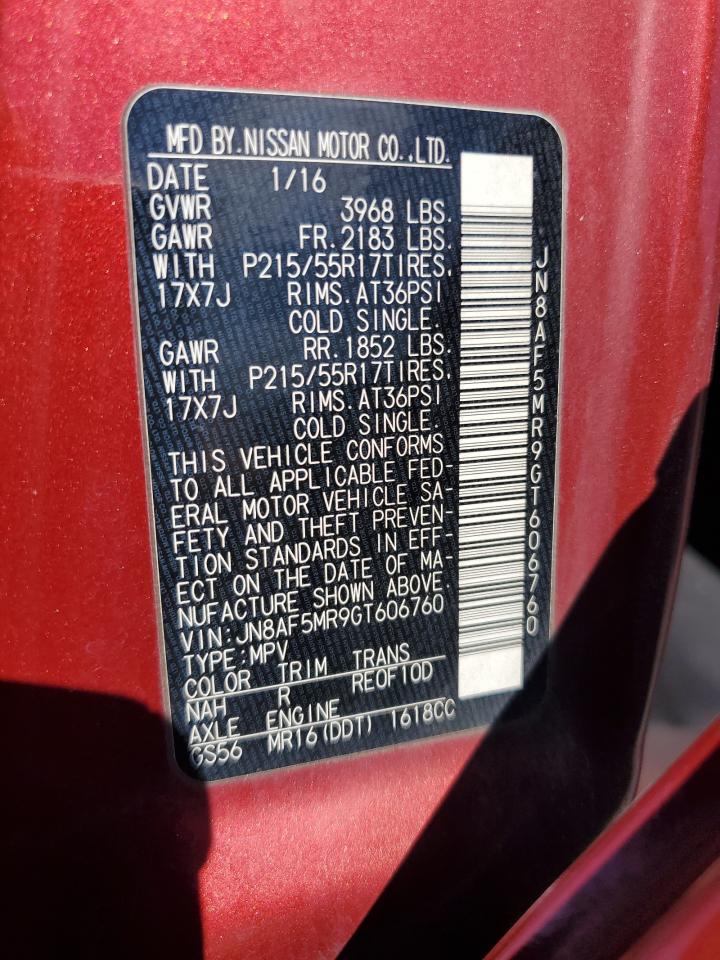 MFD BY.NISSAN MOTOR CO.,LTD.
DATE 1/16
GVWR 3968 LBS.
GAWR FR.2183 LBS.
WITH P215/55R17TIRES.
17X7J RIMS.AT36PSI
COLD SINGLE.
GAWR RR.1852 LBS.
WITH P215/55R17TIRES.
17X7J RIMS.AT36PSI
COLD SINGLE.
THIS VEHICLE CONFORMS
TO ALL APPLICABLE FED-
ERAL MOTOR VEHICLE SA-
FETY AND THEFT PREVEN-
TION STANDARDS IN EFF-
ECT ON THE DATE OF MA-
NUFACTURE SHOWN ABOVE
VIN:JN8AF5MR9GT606760
TYPE:MPV
COLOR TRIM TRANS
NAH R REOF10D
AXLE ENGINE
GS56 MR16(DDT) 1618CC
JN8AF5MR9GT606760